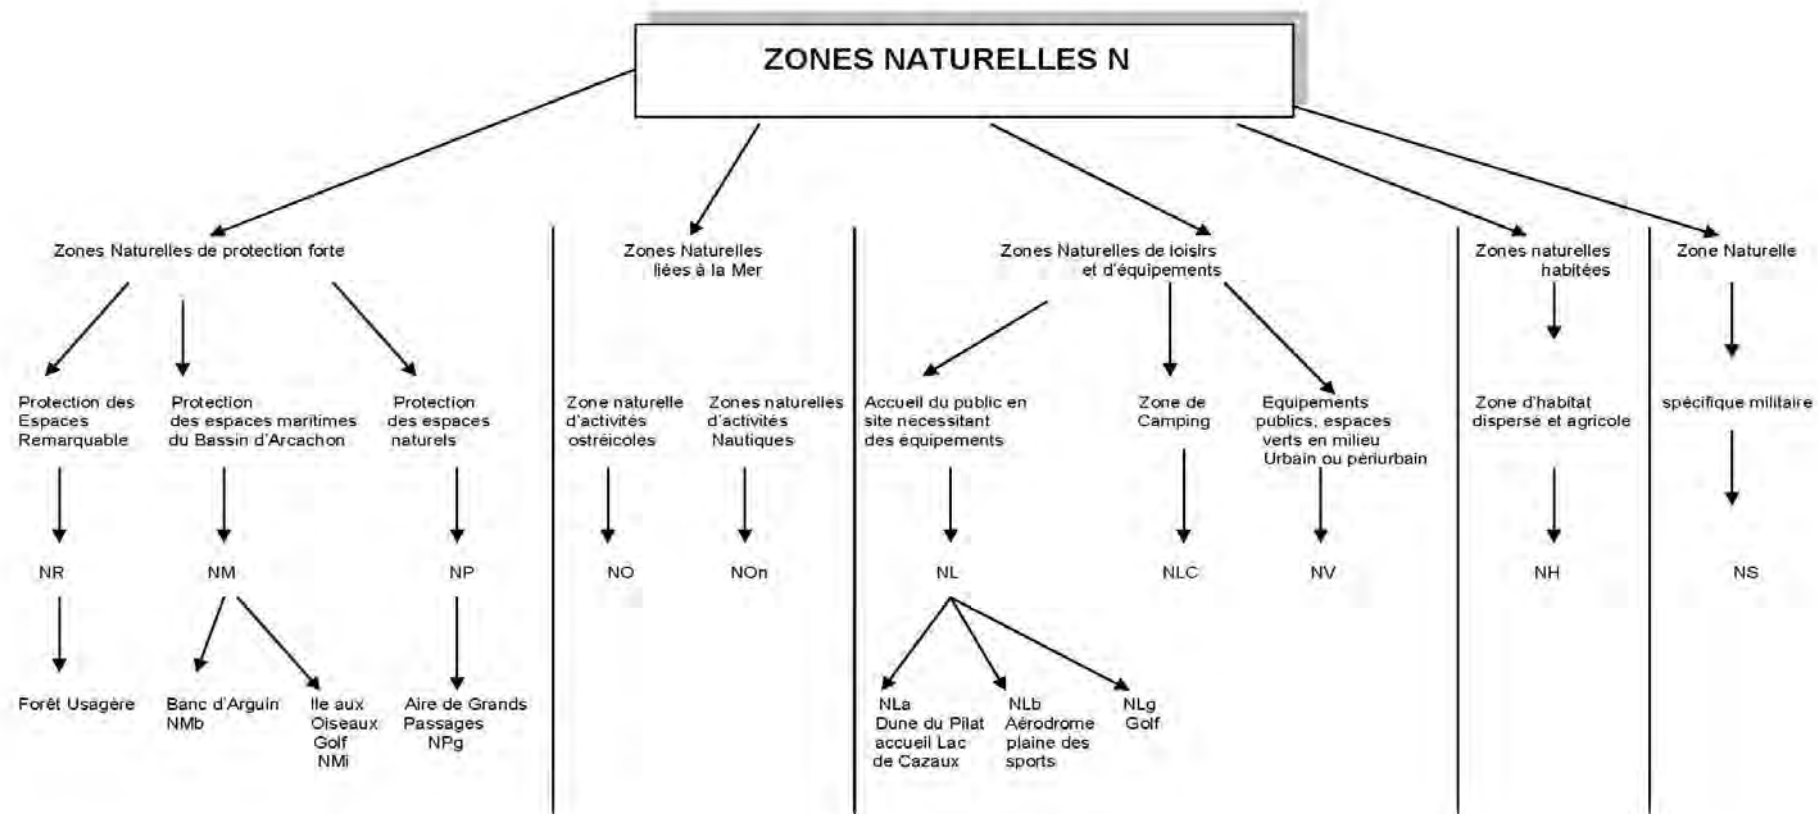 ZONES NATURELLES N
Zones Naturelles de protection forte
Zones Naturelles
liées à la Mer
Zones Naturelles de loisirs
et d'équipements
Zones naturelles
habitées
Zone Naturelle
Protection des
Espaces
Remarquable
Protection
des espaces maritimes
du Bassin d'Arcachon
Protection
des espaces
naturels
Zone naturelle
d'activités
ostréicoles
Zones naturelles
d'activités
Nautiques
Accueil du public en
site nécessitant
des équipements
Zone de
Camping
Equipements
publics, espaces
verts en milieu
Urbain ou périurbain
Zone d'habitat
dispersé et agricole
spécifique militaire
NR
NM
NP
NO
NOn
NL
NLC
NV
NH
NS
Forêt Usagère
Banc d'Arguin
NMb
Ile aux
Oiseaux
Golf
NMi
Aire de Grands
Passages
NPg
NLa
Dune du Pilat
accueil Lac
de Cazaux
NLb
Aérodrome
plaine des
sports
NLg
Golf